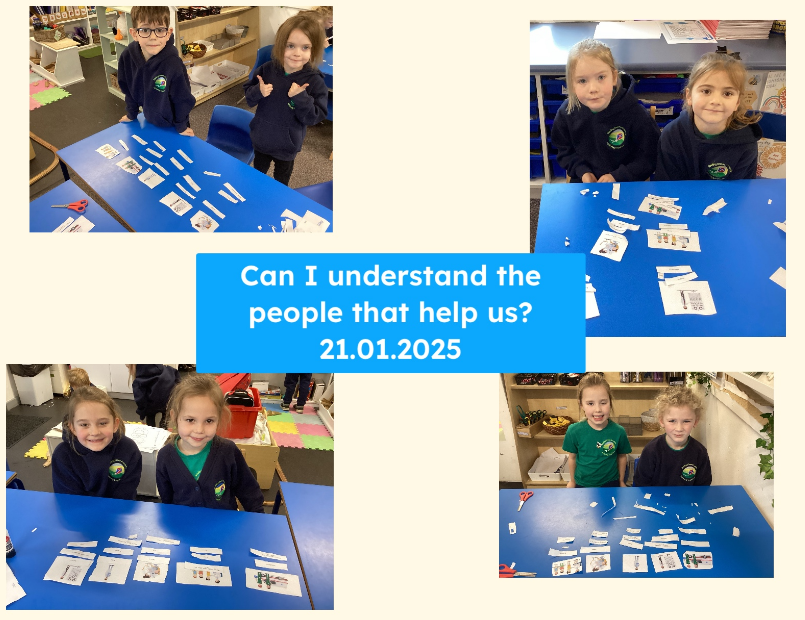 Can I understand the
people that help us?
21.01.2025